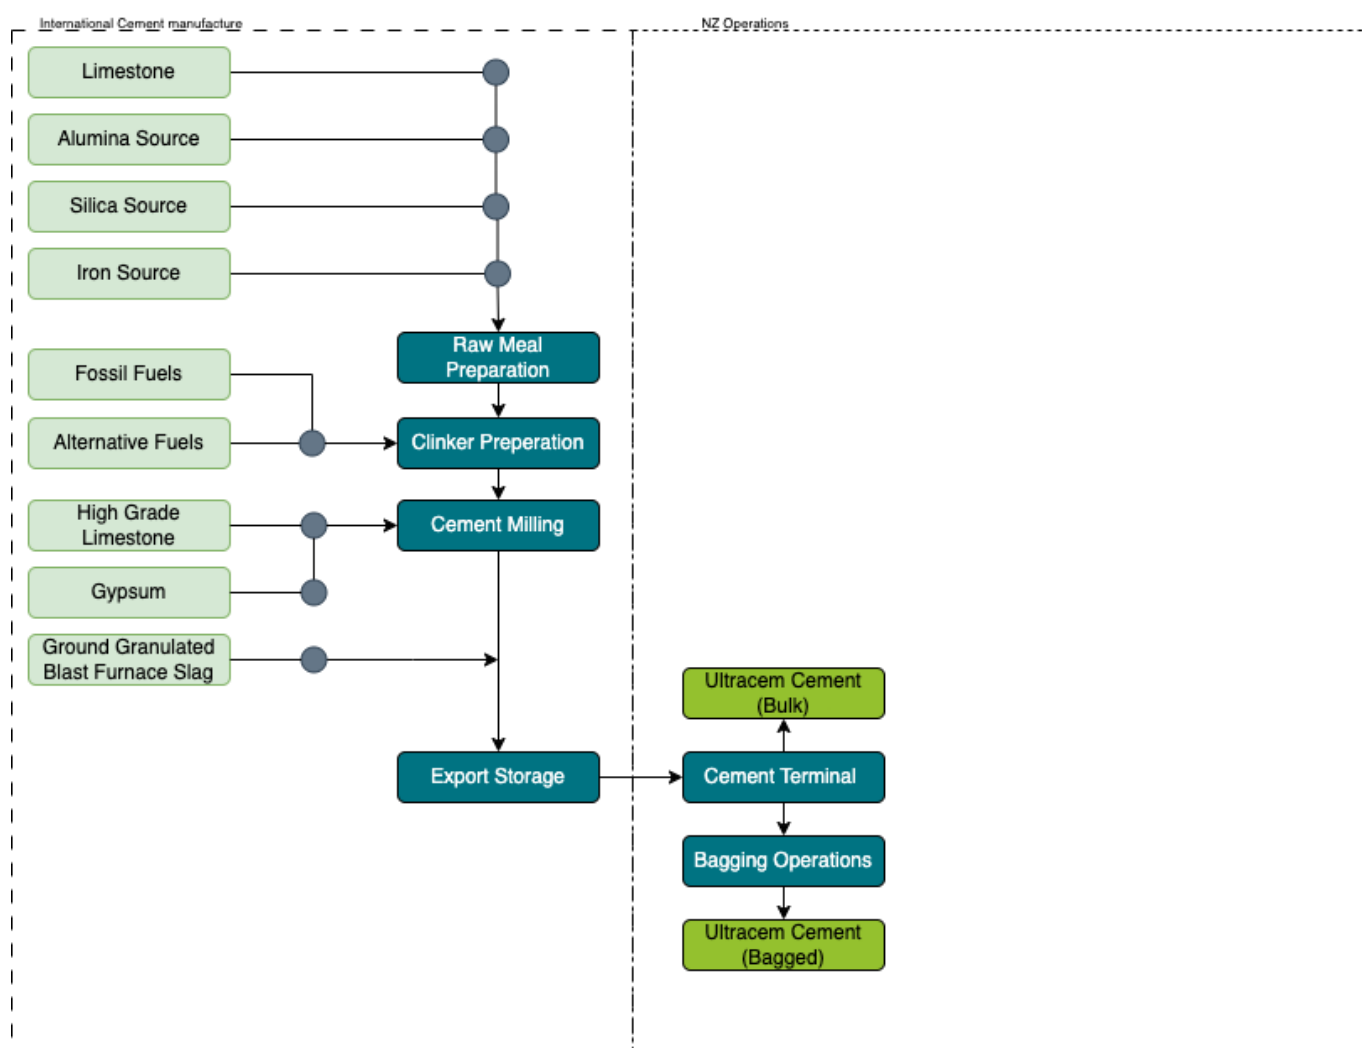 International Cement manufacture
NZ Operations
Limestone
Alumina Source
Silica Source
Iron Source
Raw Meal
Preparation
Fossil Fuels
Alternative Fuels
Clinker Preperation
High Grade
Limestone
Cement Milling
Gypsum
Ground Granulated
Blast Furnace Slag
Ultracem Cement
(Bulk)
Export Storage
Cement Terminal
Bagging Operations
Ultracem Cement
(Bagged)